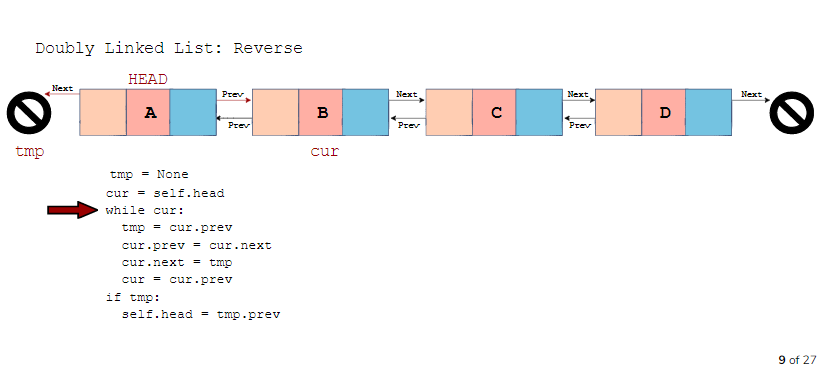 Doubly Linked List: Reverse
HEAD
Next Prev Next Next Next
A B C D
Prev Prev Prev
tmp cur
tmp = None
cur = self.head
while cur:
tmp = cur.prev
cur.prev = cur.next
cur.next = tmp
cur = cur.prev
if tmp:
self.head = tmp.prev
9 of 27